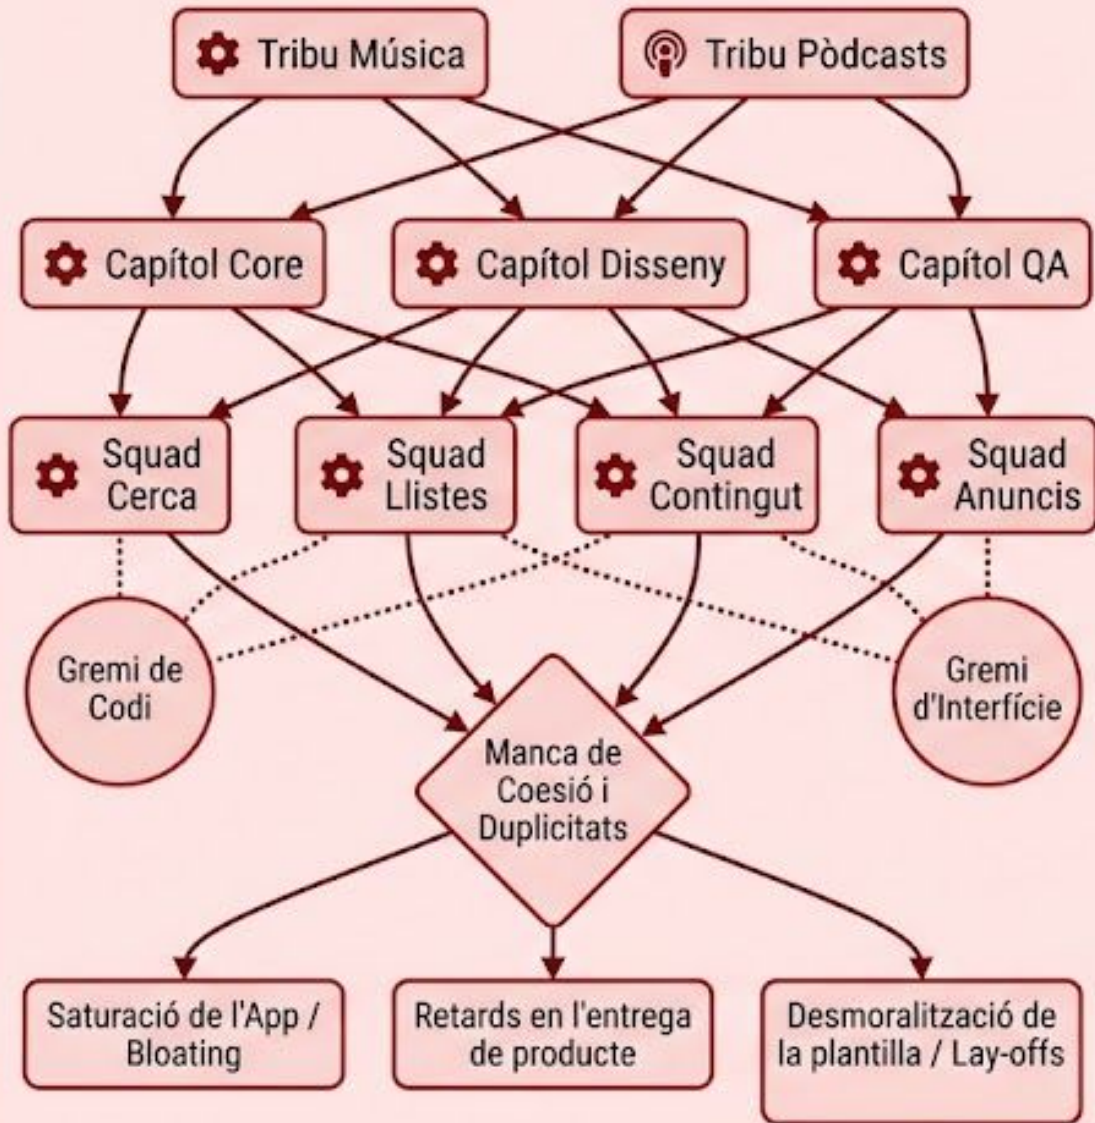 Tribu Música
Tribu Pòdcasts
Capítol Core
Capítol Disseny
Capítol QA
Squad
Cerca
Squad
Llistes
Squad
Contingut
Squad
Anuncis
Gremi de
Codi
Gremi
d'Interfície
Manca de
Coesió i
Duplicitats
Saturació de l'App /
Bloating
Retards en l'entrega
de producte
Desmoralització de
la plantilla / Lay-offs